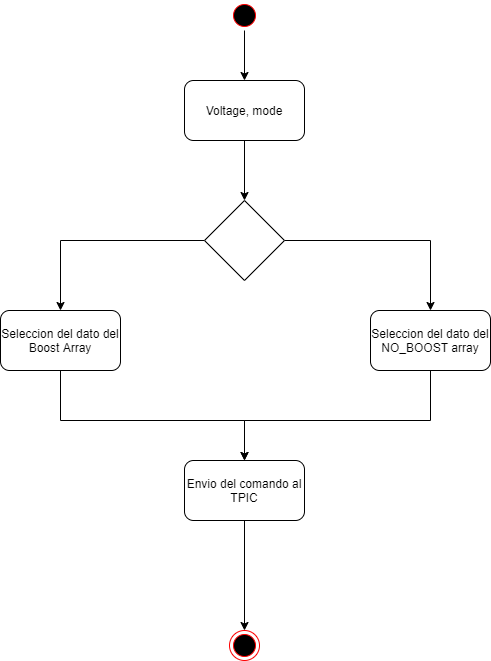 Voltage, mode
Seleccion del dato del
Boost Array
Seleccion del dato del
NO_BOOST array
Envio del comando al
TPIC